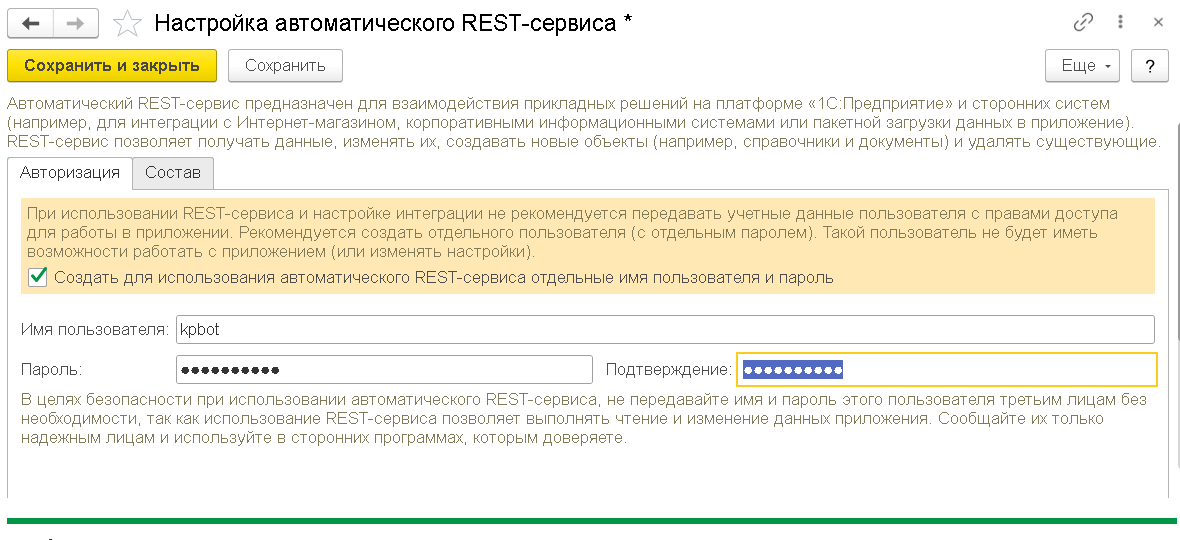 Настройка автоматического REST-сервиса *
Сохранить и закрыть Сохранить Еще ?
Автоматический REST-сервис предназначен для взаимодействия прикладных решений на платформе «1С:Предприятие» и сторонних систем
(например, для интеграции с Интернет-магазином, корпоративными информационными системами или пакетной загрузки данных в приложение).
REST-сервис позволяет получать данные, изменять их, создавать новые объекты (например, справочники и документы) и удалять существующие.
Авторизация Состав
При использовании REST-сервиса и настройке интеграции не рекомендуется передавать учетные данные пользователя с правами доступа
для работы в приложении. Рекомендуется создать отдельного пользователя (с отдельным паролем). Такой пользователь не будет иметь
возможности работать с приложением (или изменять настройки).
Создать для использования автоматического REST-сервиса отдельные имя пользователя и пароль
Имя пользователя: kpbot
Пароль: ●●●●●●●●●● Подтверждение: ●●●●●●●●●●
В целях безопасности при использовании автоматического REST-сервиса, не передавайте имя и пароль этого пользователя третьим лицам без
необходимости, так как использование REST-сервиса позволяет выполнять чтение и изменение данных приложения. Сообщайте их только
надежным лицам и используйте в сторонних программах, которым доверяете.